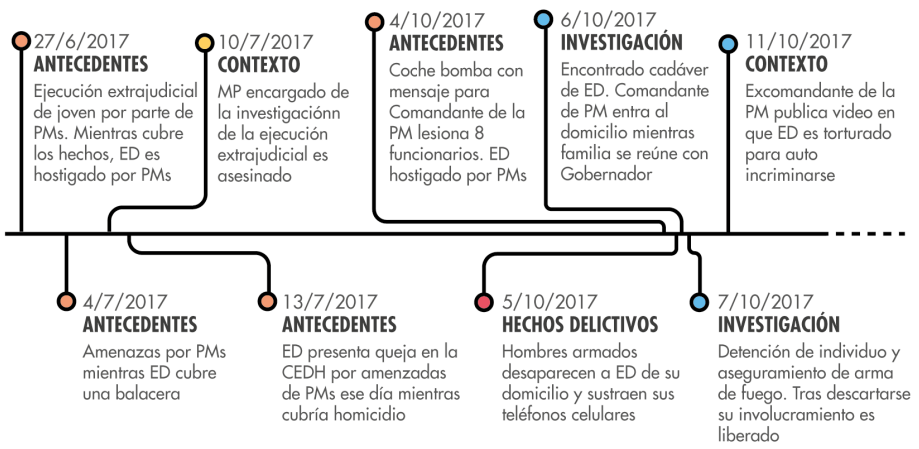 27/6/2017
ANTECEDENTES
Ejecución extrajudicial
de joven por parte de
PMs. Mientras cubre
los hechos, ED es
hostigado por PMs
10/7/2017
CONTEXTO
MP encargado de
la investigaciónn
de la ejecución
extrajudicial es
asesinado
4/10/2017
ANTECEDENTES
Coche bomba con
mensaje para
Comandante de la
PM lesiona 8
funcionarios. ED
hostigado por PMs
6/10/2017
INVESTIGACIÓN
Encontrado cadáver
de ED. Comandante
de PM entra al
domicilio mientras
familia se reúne con
Gobernador
11/10/2017
CONTEXTO
Excomandante de la
PM publica video en
que ED es torturado
para auto
incriminarse
4/7/2017
ANTECEDENTES
Amenazas por PMs
mientras ED cubre
una balacera
13/7/2017
ANTECEDENTES
ED presenta queja en la
CEDH por amenzadas
de PMs ese día mientras
cubría homicidio
5/10/2017
HECHOS DELICTIVOS
Hombres armados
desaparecen a ED de su
domicilio y sustraen sus
teléfonos celulares
7/10/2017
INVESTIGACIÓN
Detención de individuo y
aseguramiento de arma
de fuego. Tras descartarse
su involucramiento es
liberado